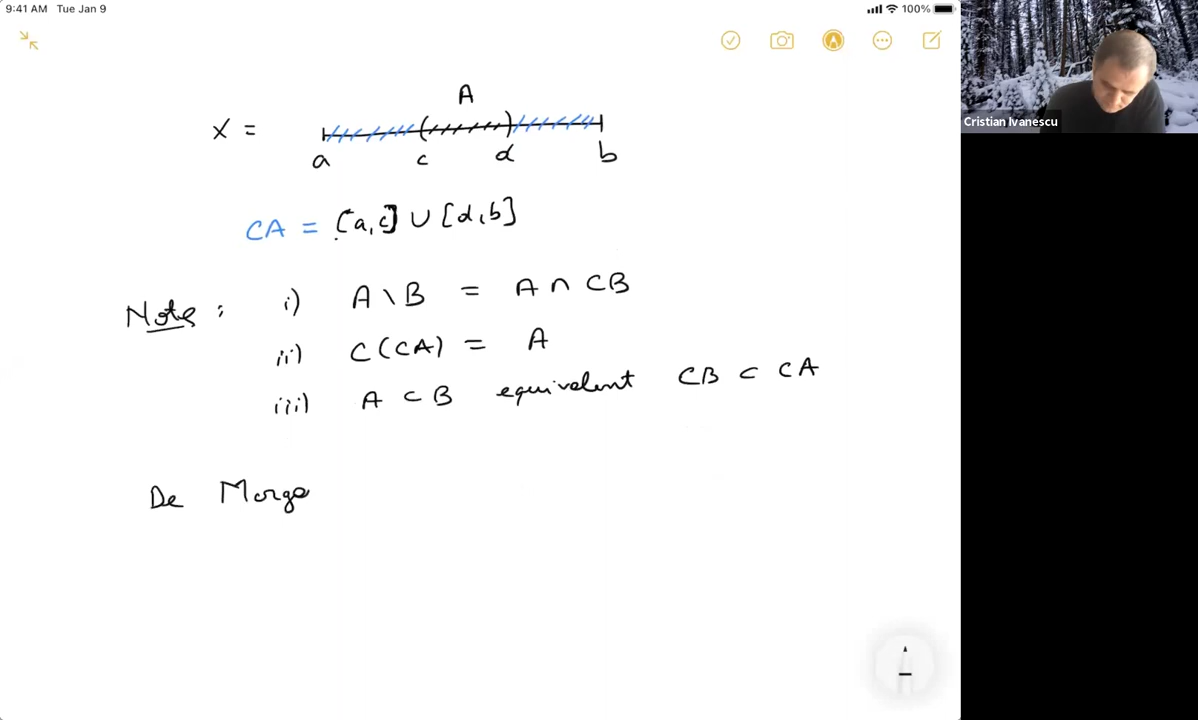 9:41 AM Tue Jan 9
100%
A
X =
a c d b
CA = [a,c] ∪ [d,b]
Note : i) A \ B = A ∩ CB
ii) C(CA) = A
iii) A ⊂ B equivalent CB ⊂ CA
De Morga
Cristian Ivanescu